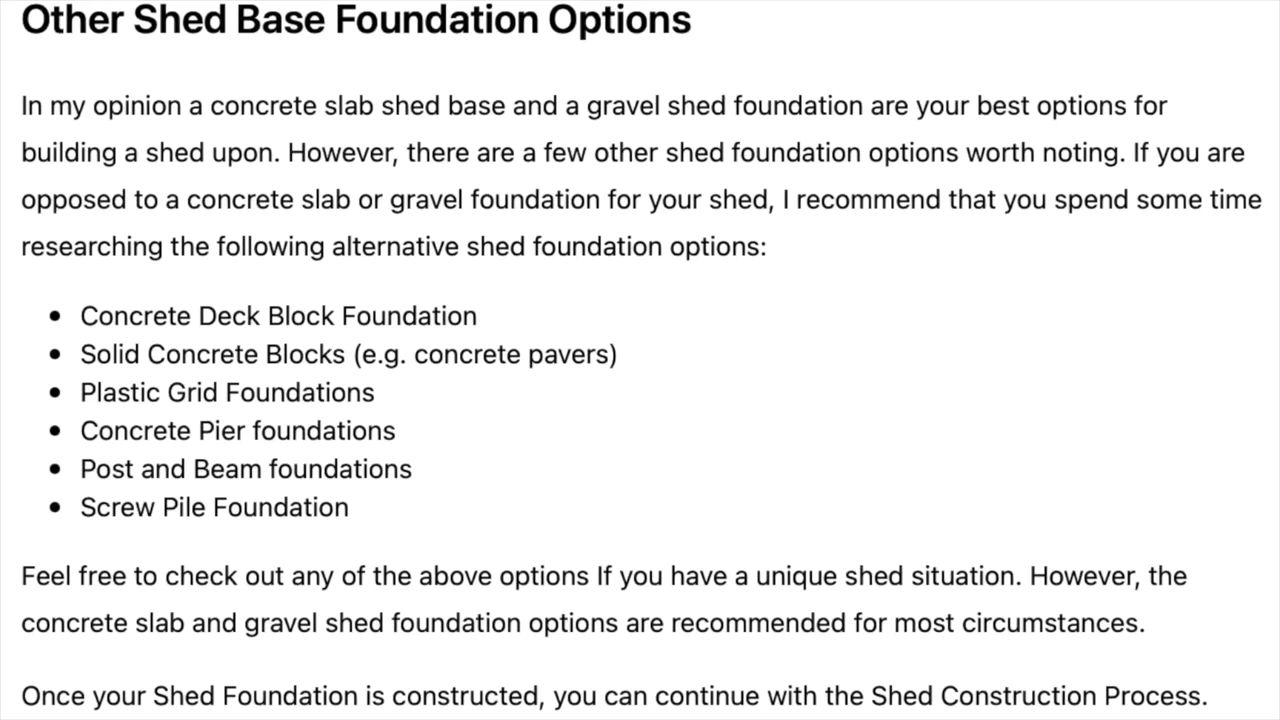 Other Shed Base Foundation Options
In my opinion a concrete slab shed base and a gravel shed foundation are your best options for
building a shed upon. However, there are a few other shed foundation options worth noting. If you are
opposed to a concrete slab or gravel foundation for your shed, I recommend that you spend some time
researching the following alternative shed foundation options:
• Concrete Deck Block Foundation
• Solid Concrete Blocks (e.g. concrete pavers)
• Plastic Grid Foundations
• Concrete Pier foundations
• Post and Beam foundations
• Screw Pile Foundation
Feel free to check out any of the above options If you have a unique shed situation. However, the
concrete slab and gravel shed foundation options are recommended for most circumstances.
Once your Shed Foundation is constructed, you can continue with the Shed Construction Process.